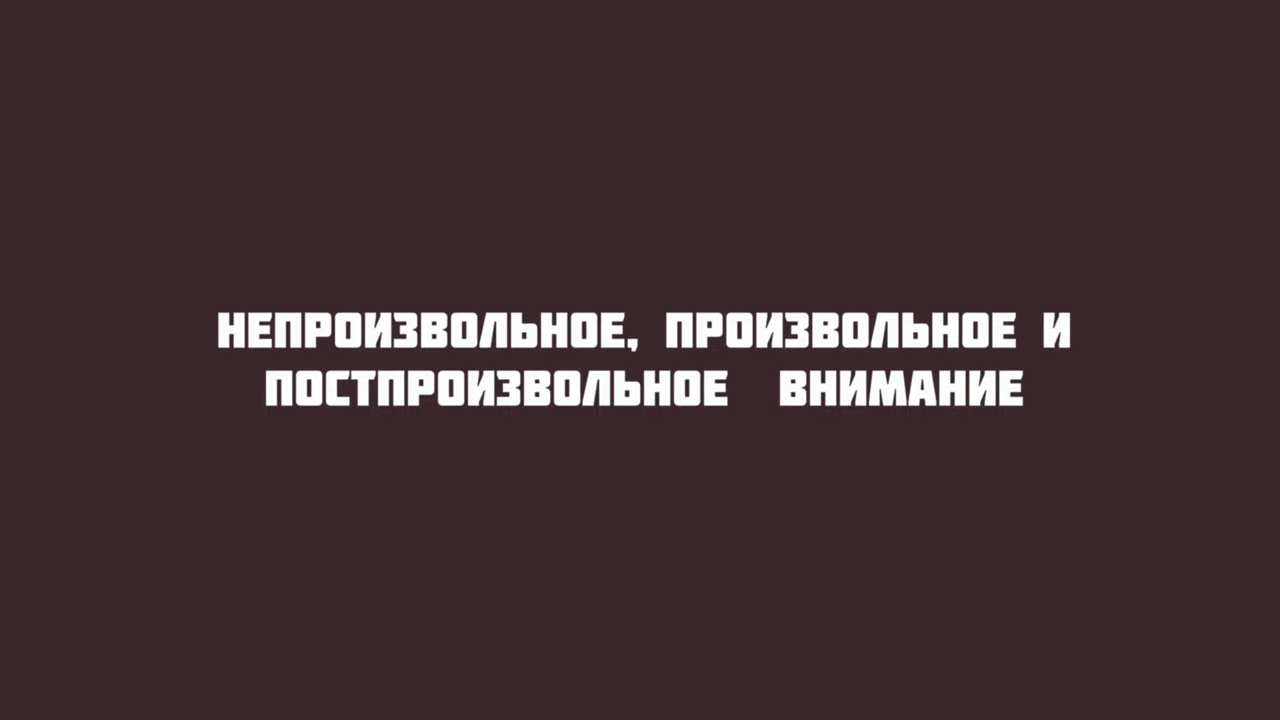 НЕПРОИЗВОЛЬНОЕ, ПРОИЗВОЛЬНОЕ И
ПОСТПРОИЗВОЛЬНОЕ ВНИМАНИЕ